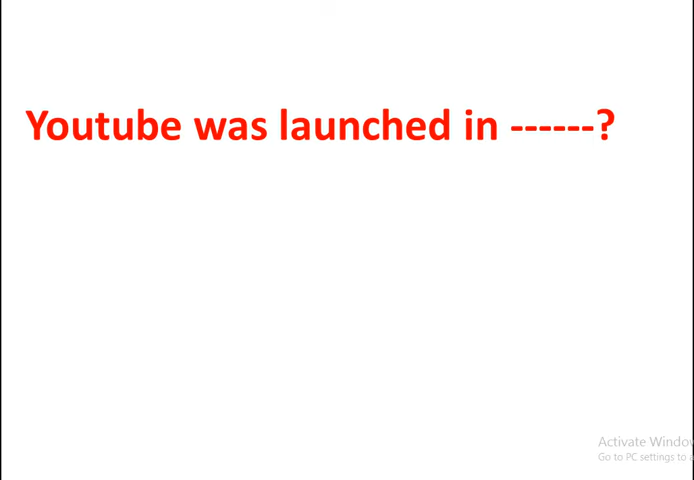 Youtube was launched in ------?
Activate Window
Go to PC settings to a